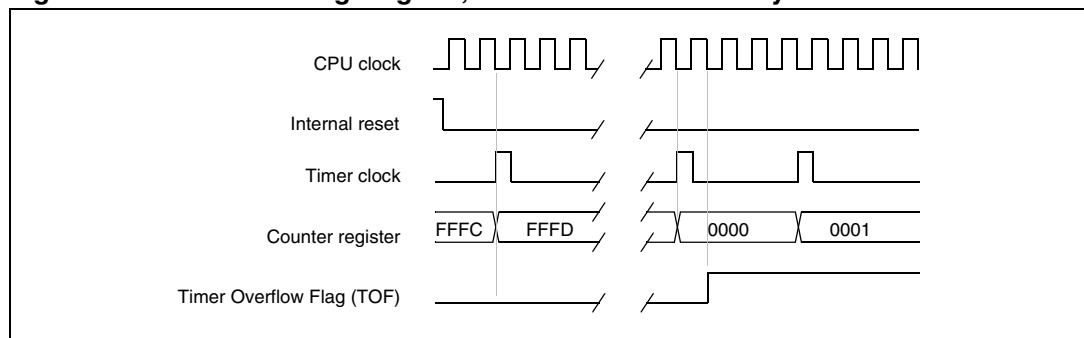 CPU clock
Internal reset
Timer clock
Counter register FFFC FFFD 0000 0001
Timer Overflow Flag (TOF)